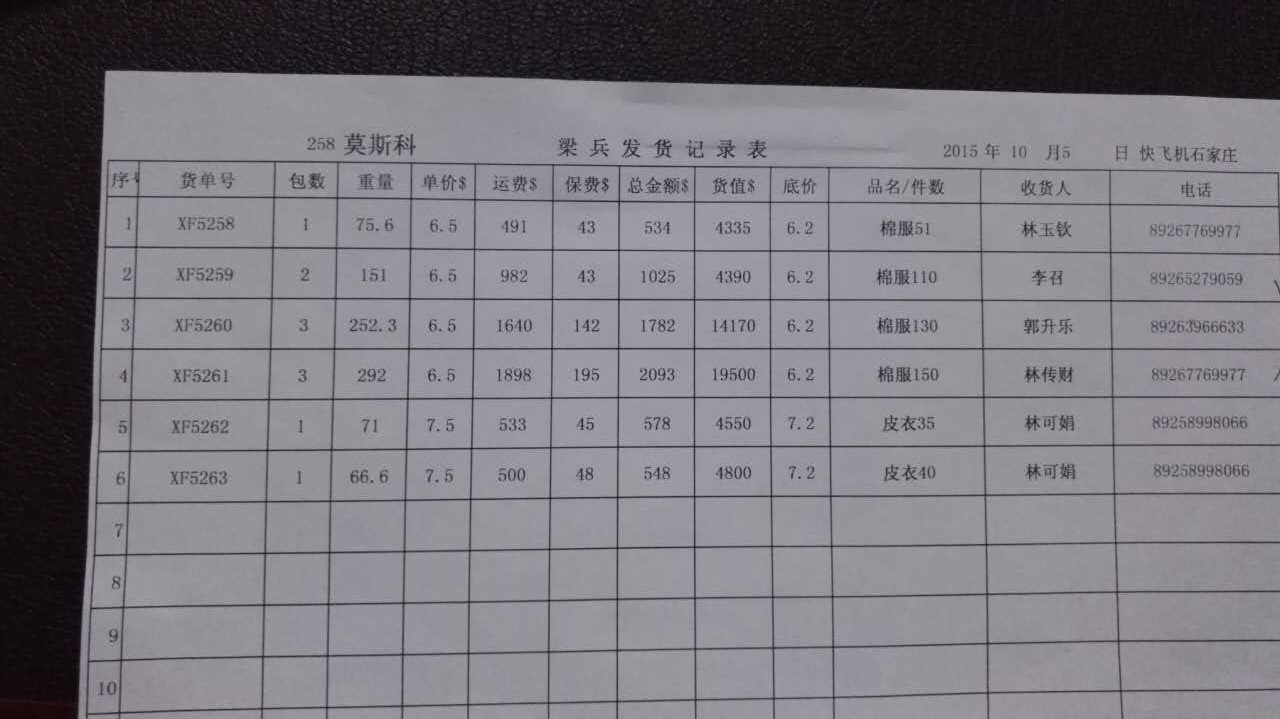 258 莫斯科 梁兵发货记录表 2015 年 10 月5 日 快飞机石家庄
序号 货单号 包数 重量 单价$ 运费$ 保费$ 总金额$ 货值$ 底价 品名/件数 收货人 电话
1 XF5258 1 75.6 6.5 491 43 534 4335 6.2 棉服51 林玉钦 89267769977
2 XF5259 2 151 6.5 982 43 1025 4390 6.2 棉服110 李召 89265279059
3 XF5260 3 252.3 6.5 1640 142 1782 14170 6.2 棉服130 郭升乐 89263966633
4 XF5261 3 292 6.5 1898 195 2093 19500 6.2 棉服150 林传财 89267769977
5 XF5262 1 71 7.5 533 45 578 4550 7.2 皮衣35 林可娟 89258998066
6 XF5263 1 66.6 7.5 500 48 548 4800 7.2 皮衣40 林可娟 89258998066
7
8
9
10